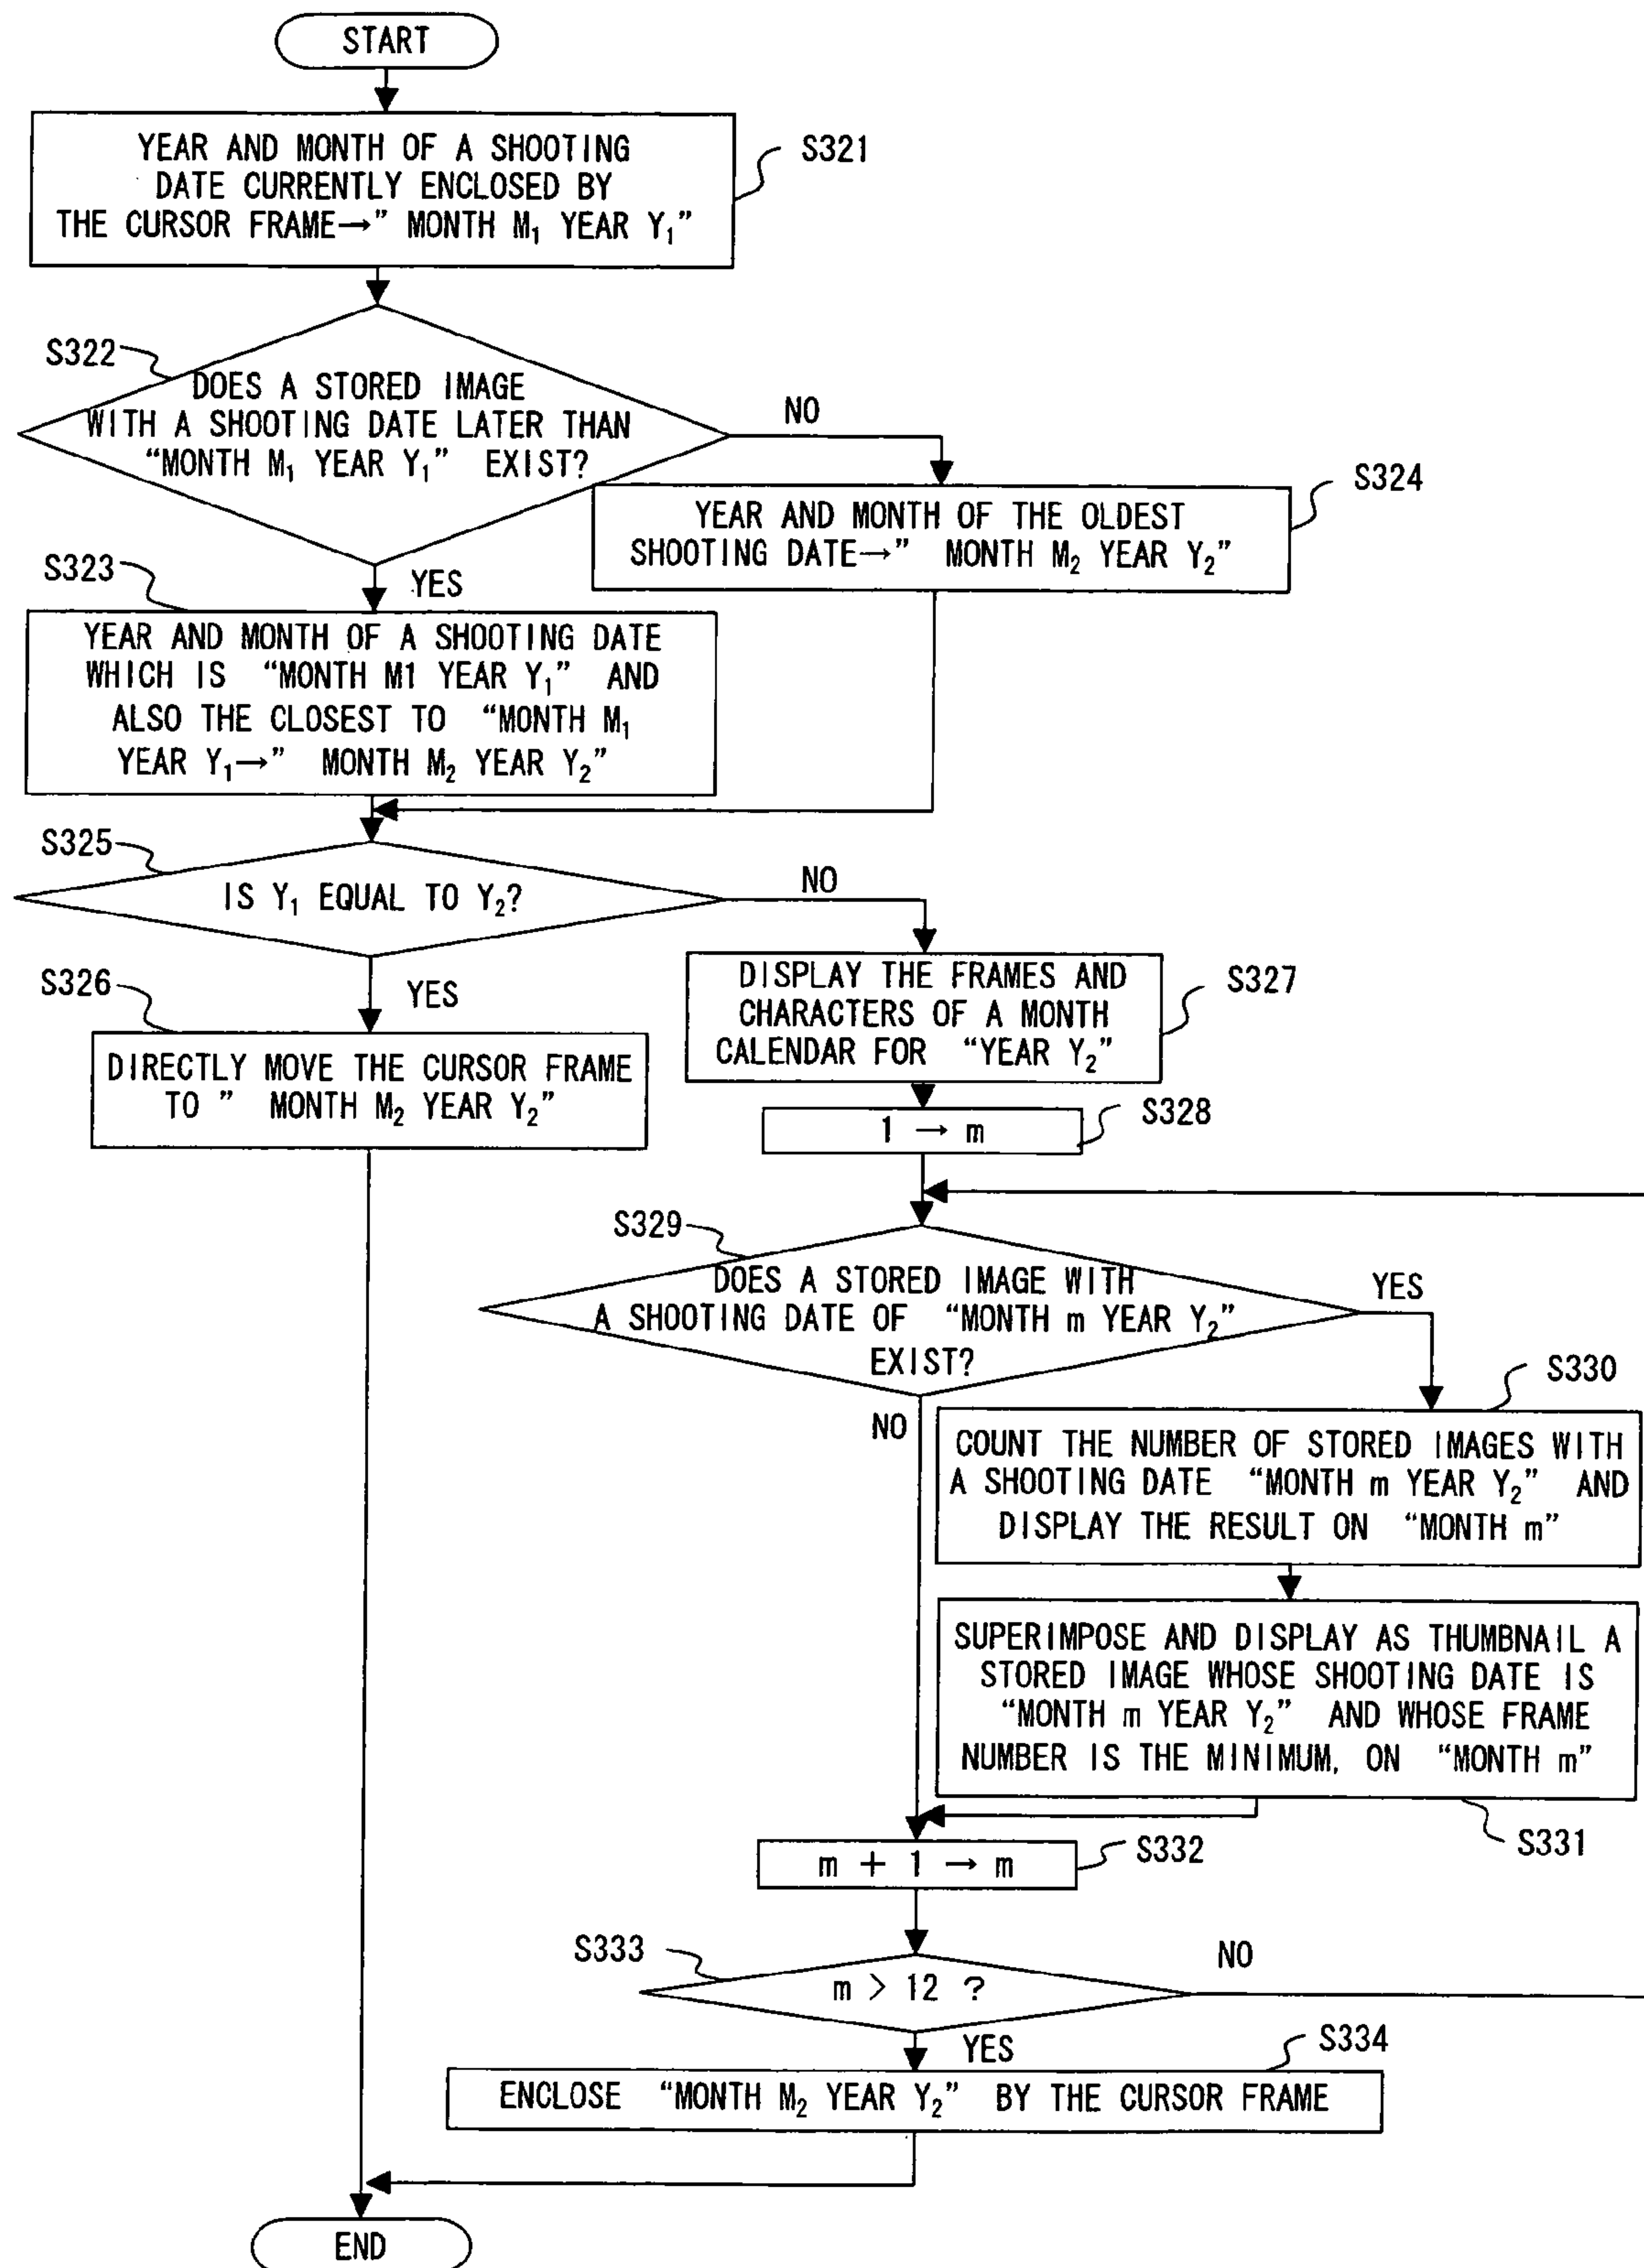 START
YEAR AND MONTH OF A SHOOTING
DATE CURRENTLY ENCLOSED BY
THE CURSOR FRAME→" MONTH M₁ YEAR Y₁"
S321
S322
DOES A STORED IMAGE
WITH A SHOOTING DATE LATER THAN
“MONTH M₁ YEAR Y₁” EXIST?
NO
S324
YEAR AND MONTH OF THE OLDEST
SHOOTING DATE→" MONTH M₂ YEAR Y₂"
S323
YES
YEAR AND MONTH OF A SHOOTING DATE
WHICH IS “MONTH M1 YEAR Y₁” AND
ALSO THE CLOSEST TO “MONTH M₁
YEAR Y₁→” MONTH M₂ YEAR Y₂”
S325
IS Y₁ EQUAL TO Y₂?
NO
S326
YES
DIRECTLY MOVE THE CURSOR FRAME
TO ” MONTH M₂ YEAR Y₂”
DISPLAY THE FRAMES AND
CHARACTERS OF A MONTH
CALENDAR FOR “YEAR Y₂”
S327
1 → m
S328
S329
DOES A STORED IMAGE WITH
A SHOOTING DATE OF “MONTH m YEAR Y₂”
EXIST?
YES
NO
S330
COUNT THE NUMBER OF STORED IMAGES WITH
A SHOOTING DATE “MONTH m YEAR Y₂” AND
DISPLAY THE RESULT ON “MONTH m”
SUPERIMPOSE AND DISPLAY AS THUMBNAIL A
STORED IMAGE WHOSE SHOOTING DATE IS
“MONTH m YEAR Y₂” AND WHOSE FRAME
NUMBER IS THE MINIMUM, ON “MONTH m”
S331
m + 1 → m
S332
S333
m > 12 ?
NO
YES
S334
ENCLOSE “MONTH M₂ YEAR Y₂” BY THE CURSOR FRAME
END